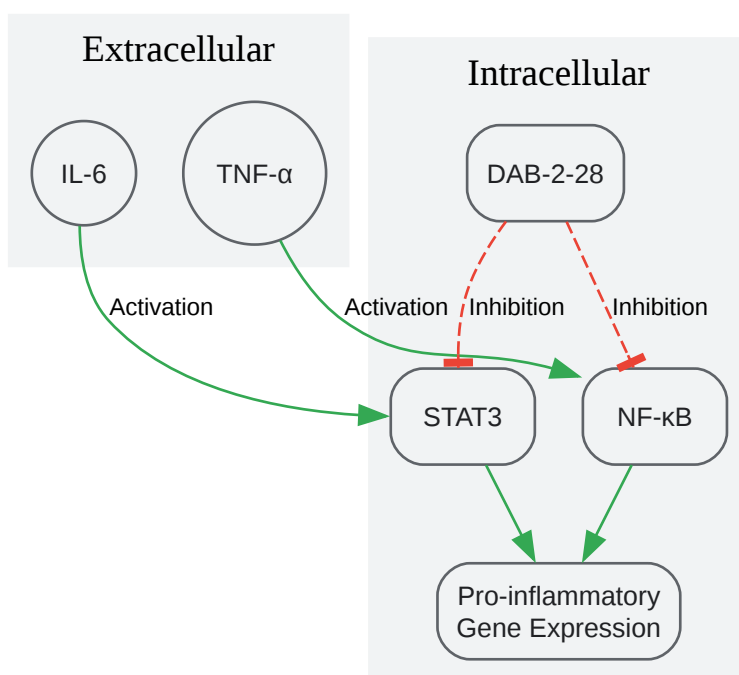 Extracellular
Intracellular
IL-6
TNF-α
DAB-2-28
Activation
Activation
Inhibition
Inhibition
STAT3
NF-κB
Pro-inflammatory
Gene Expression